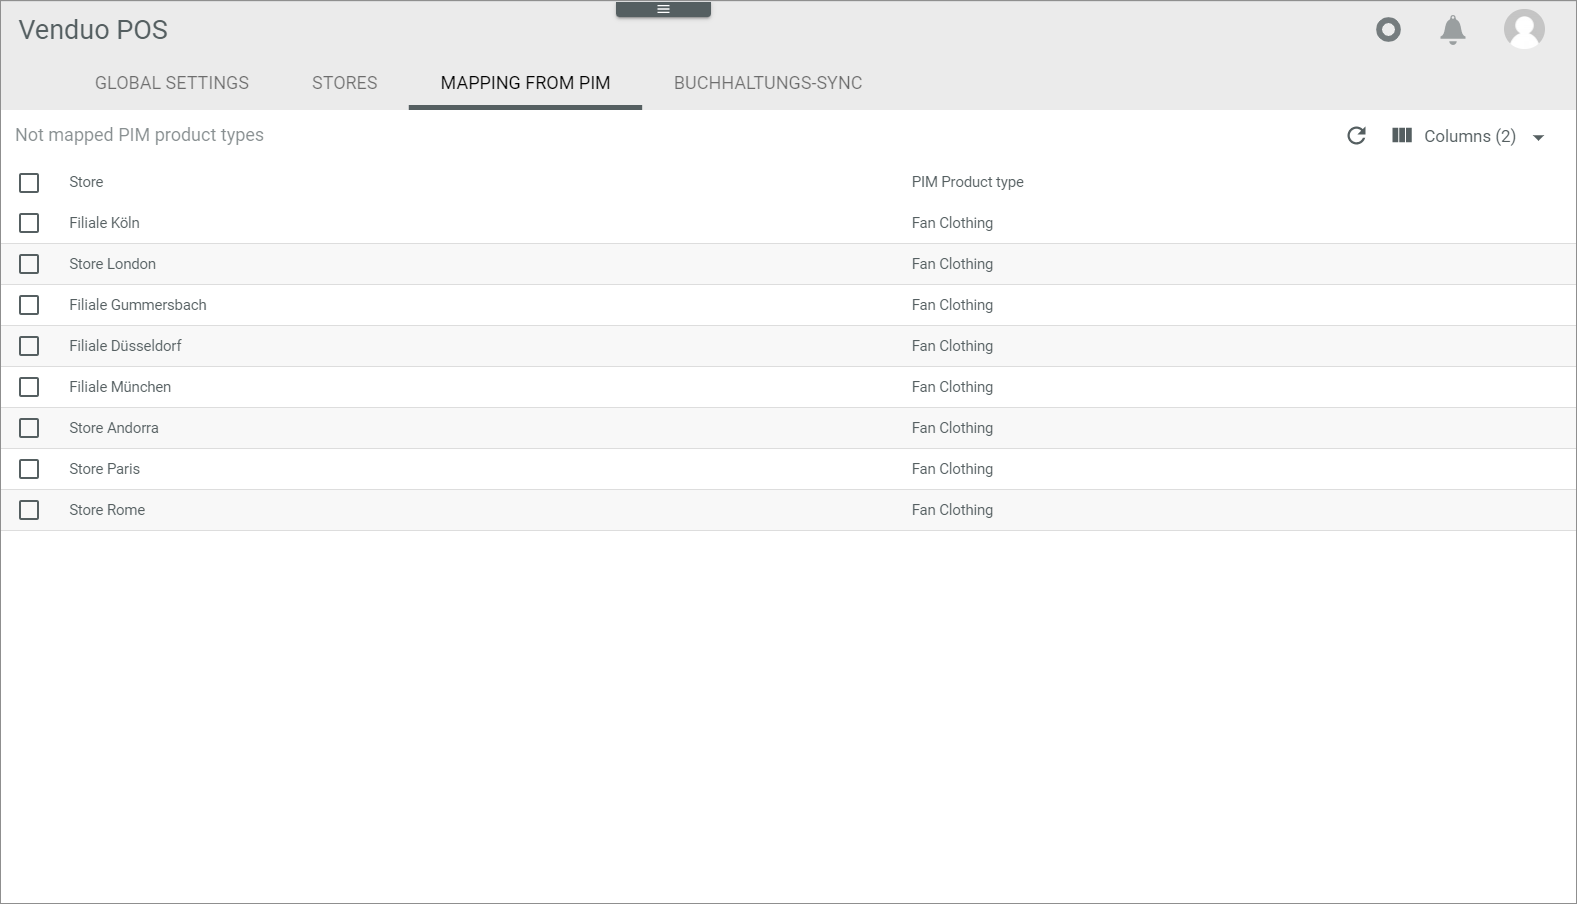 Venduo POS
GLOBAL SETTINGS STORES MAPPING FROM PIM BUCHHALTUNGS-SYNC
Not mapped PIM product types Columns (2)
Store PIM Product type
Filiale Köln Fan Clothing
Store London Fan Clothing
Filiale Gummersbach Fan Clothing
Filiale Düsseldorf Fan Clothing
Filiale München Fan Clothing
Store Andorra Fan Clothing
Store Paris Fan Clothing
Store Rome Fan Clothing